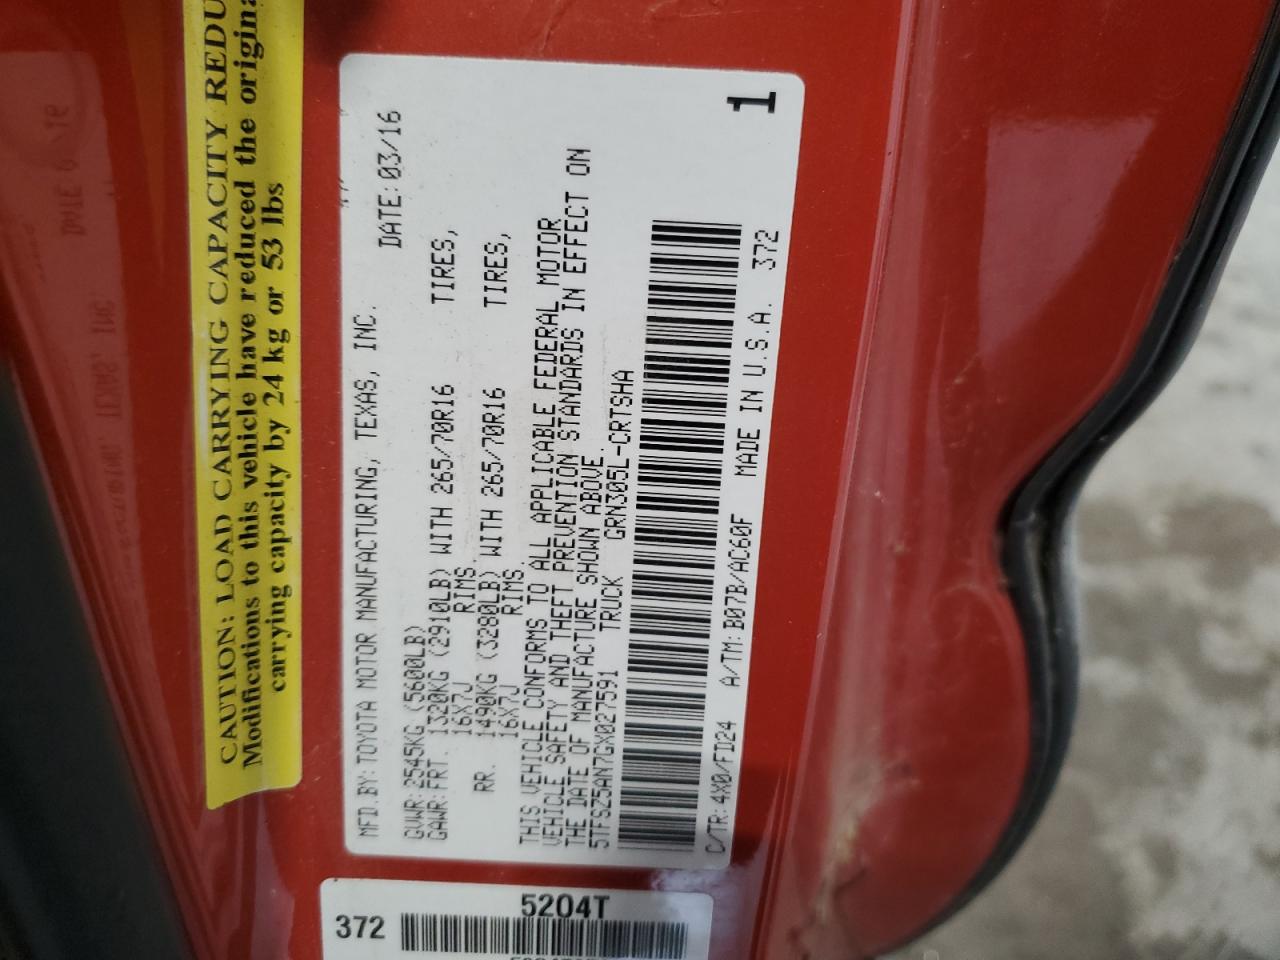 CAUTION: LOAD CARRYING CAPACITY REDU
Modifications to this vehicle have reduced the origina
carrying capacity by 24 kg or 53 lbs
MFD.BY:TOYOTA MOTOR MANUFACTURING, TEXAS, INC.
DATE:03/16
GVWR:2545KG (5600LB)
GAWR:FRT. 1320KG (2910LB) WITH 265/70R16 TIRES,
16X7J RIMS
RR. 1490KG (3280LB) WITH 265/70R16 TIRES,
16X7J RIMS
THIS VEHICLE CONFORMS TO ALL APPLICABLE FEDERAL MOTOR
VEHICLE SAFETY AND THEFT PREVENTION STANDARDS IN EFFECT ON
THE DATE OF MANUFACTURE SHOWN ABOVE.
5TFSZ5AN7GX027591 TRUCK GRN305L-CRTSHA
C/TR:4X0/FD24 A/TM:B07B/AC60F MADE IN U.S.A. 372
1
5204T
372